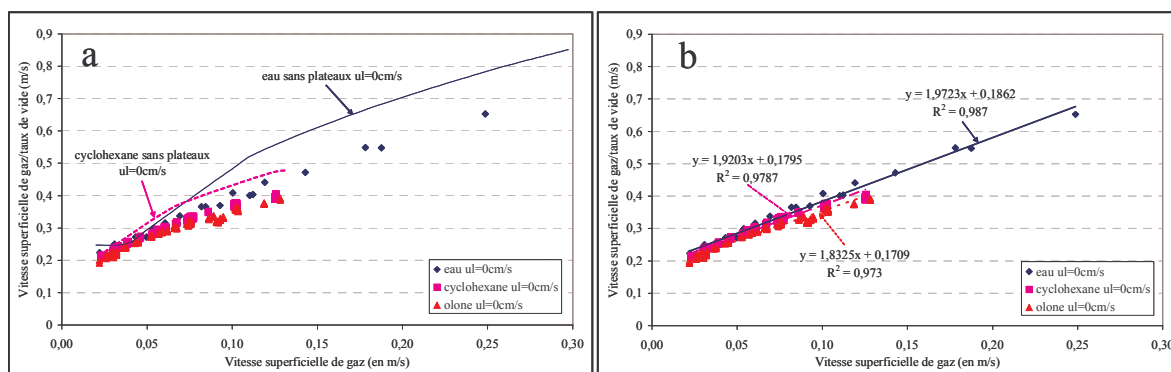 a
Vitesse superficielle de gaz/taux de vide (m/s)
0,9
0,8
0,7
0,6
0,5
0,4
0,3
0,2
0,1
0
eau sans plateaux ul=0cm/s
cyclohexane sans plateaux
ul=0cm/s
eau ul=0cm/s
cyclohexane ul=0cm/s
olone ul=0cm/s
0,00 0,05 0,10 0,15 0,20 0,25 0,30
Vitesse superficielle de gaz (en m/s)
b
Vitesse superficielle de gaz/taux de vide (m/s)
0,9
0,8
0,7
0,6
0,5
0,4
0,3
0,2
0,1
0
y = 1,9723x + 0,1862
R² = 0,987
y = 1,9203x + 0,1795
R² = 0,9787
y = 1,8325x + 0,1709
R² = 0,973
eau ul=0cm/s
cyclohexane ul=0cm/s
olone ul=0cm/s
0,00 0,05 0,10 0,15 0,20 0,25 0,30
Vitesse superficielle de gaz (en m/s)